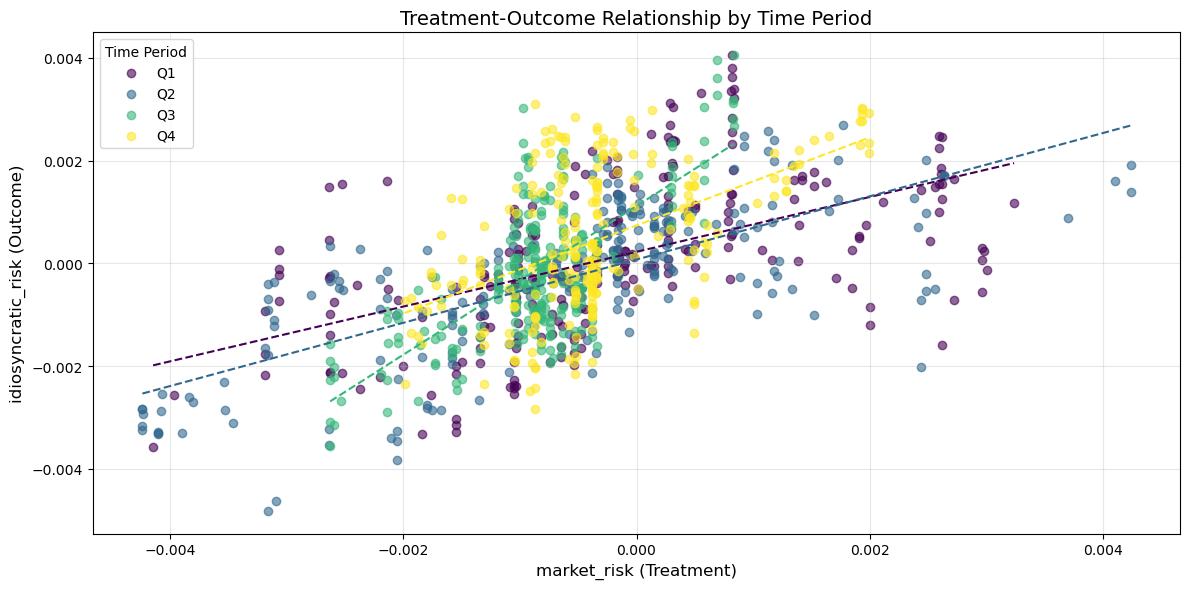 Treatment-Outcome Relationship by Time Period
Time Period
Q1
Q2
Q3
Q4
0.004
0.002
0.000
−0.002
−0.004
idiosyncratic_risk (Outcome)
−0.004
−0.002
0.000
0.002
0.004
market_risk (Treatment)